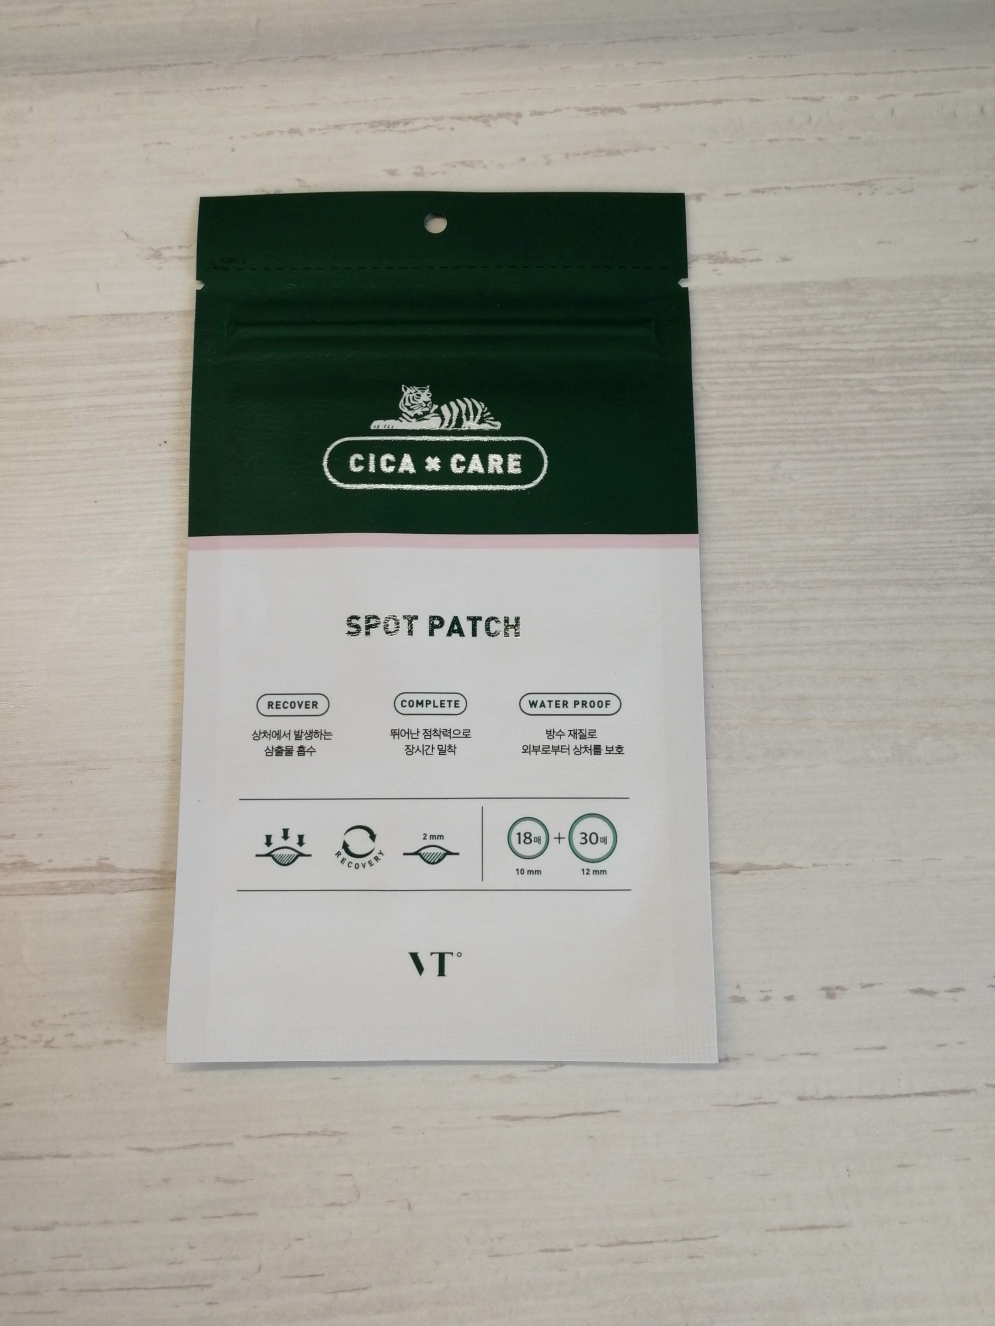 CICA × CARE
SPOT PATCH
RECOVER
상처에서 발생하는
삼출물 흡수
COMPLETE
뛰어난 점착력으로
장시간 밀착
WATER PROOF
방수 재질로
외부로부터 상처를 보호
RECOVERY
2 mm
18매 + 30매
10 mm 12 mm
VT